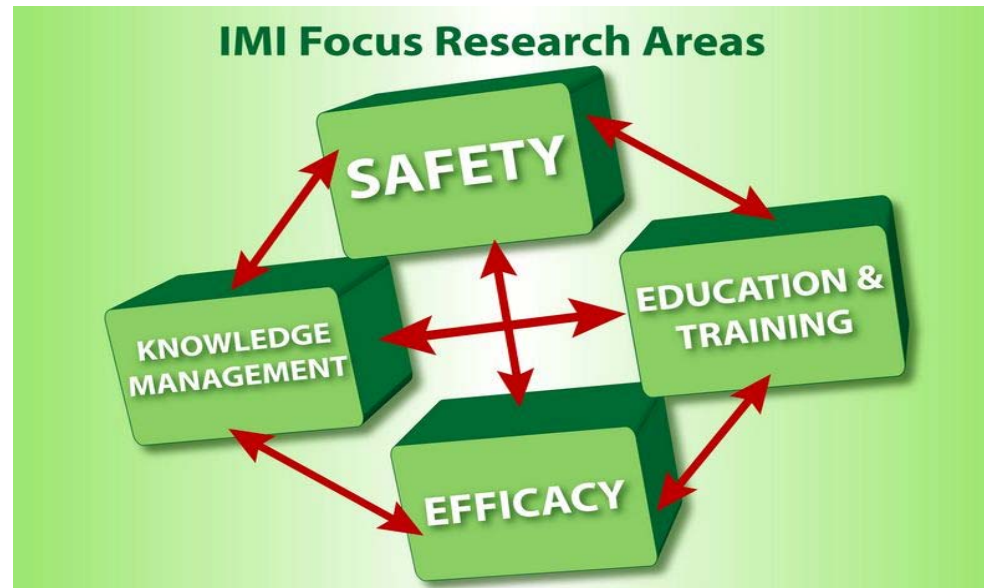 IMI Focus Research Areas
SAFETY
EDUCATION &
TRAINING
KNOWLEDGE
MANAGEMENT
EFFICACY